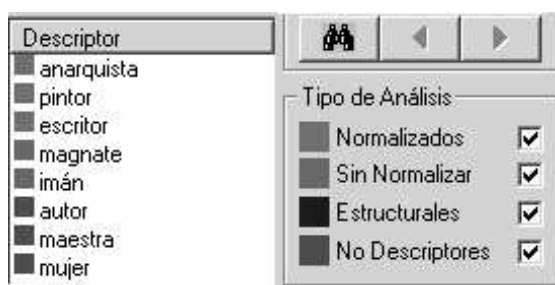 Descriptor
anarquista
pintor
escritor
magnate
imán
autor
maestra
mujer
Tipo de Análisis
Normalizados
Sin Normalizar
Estructurales
No Descriptores